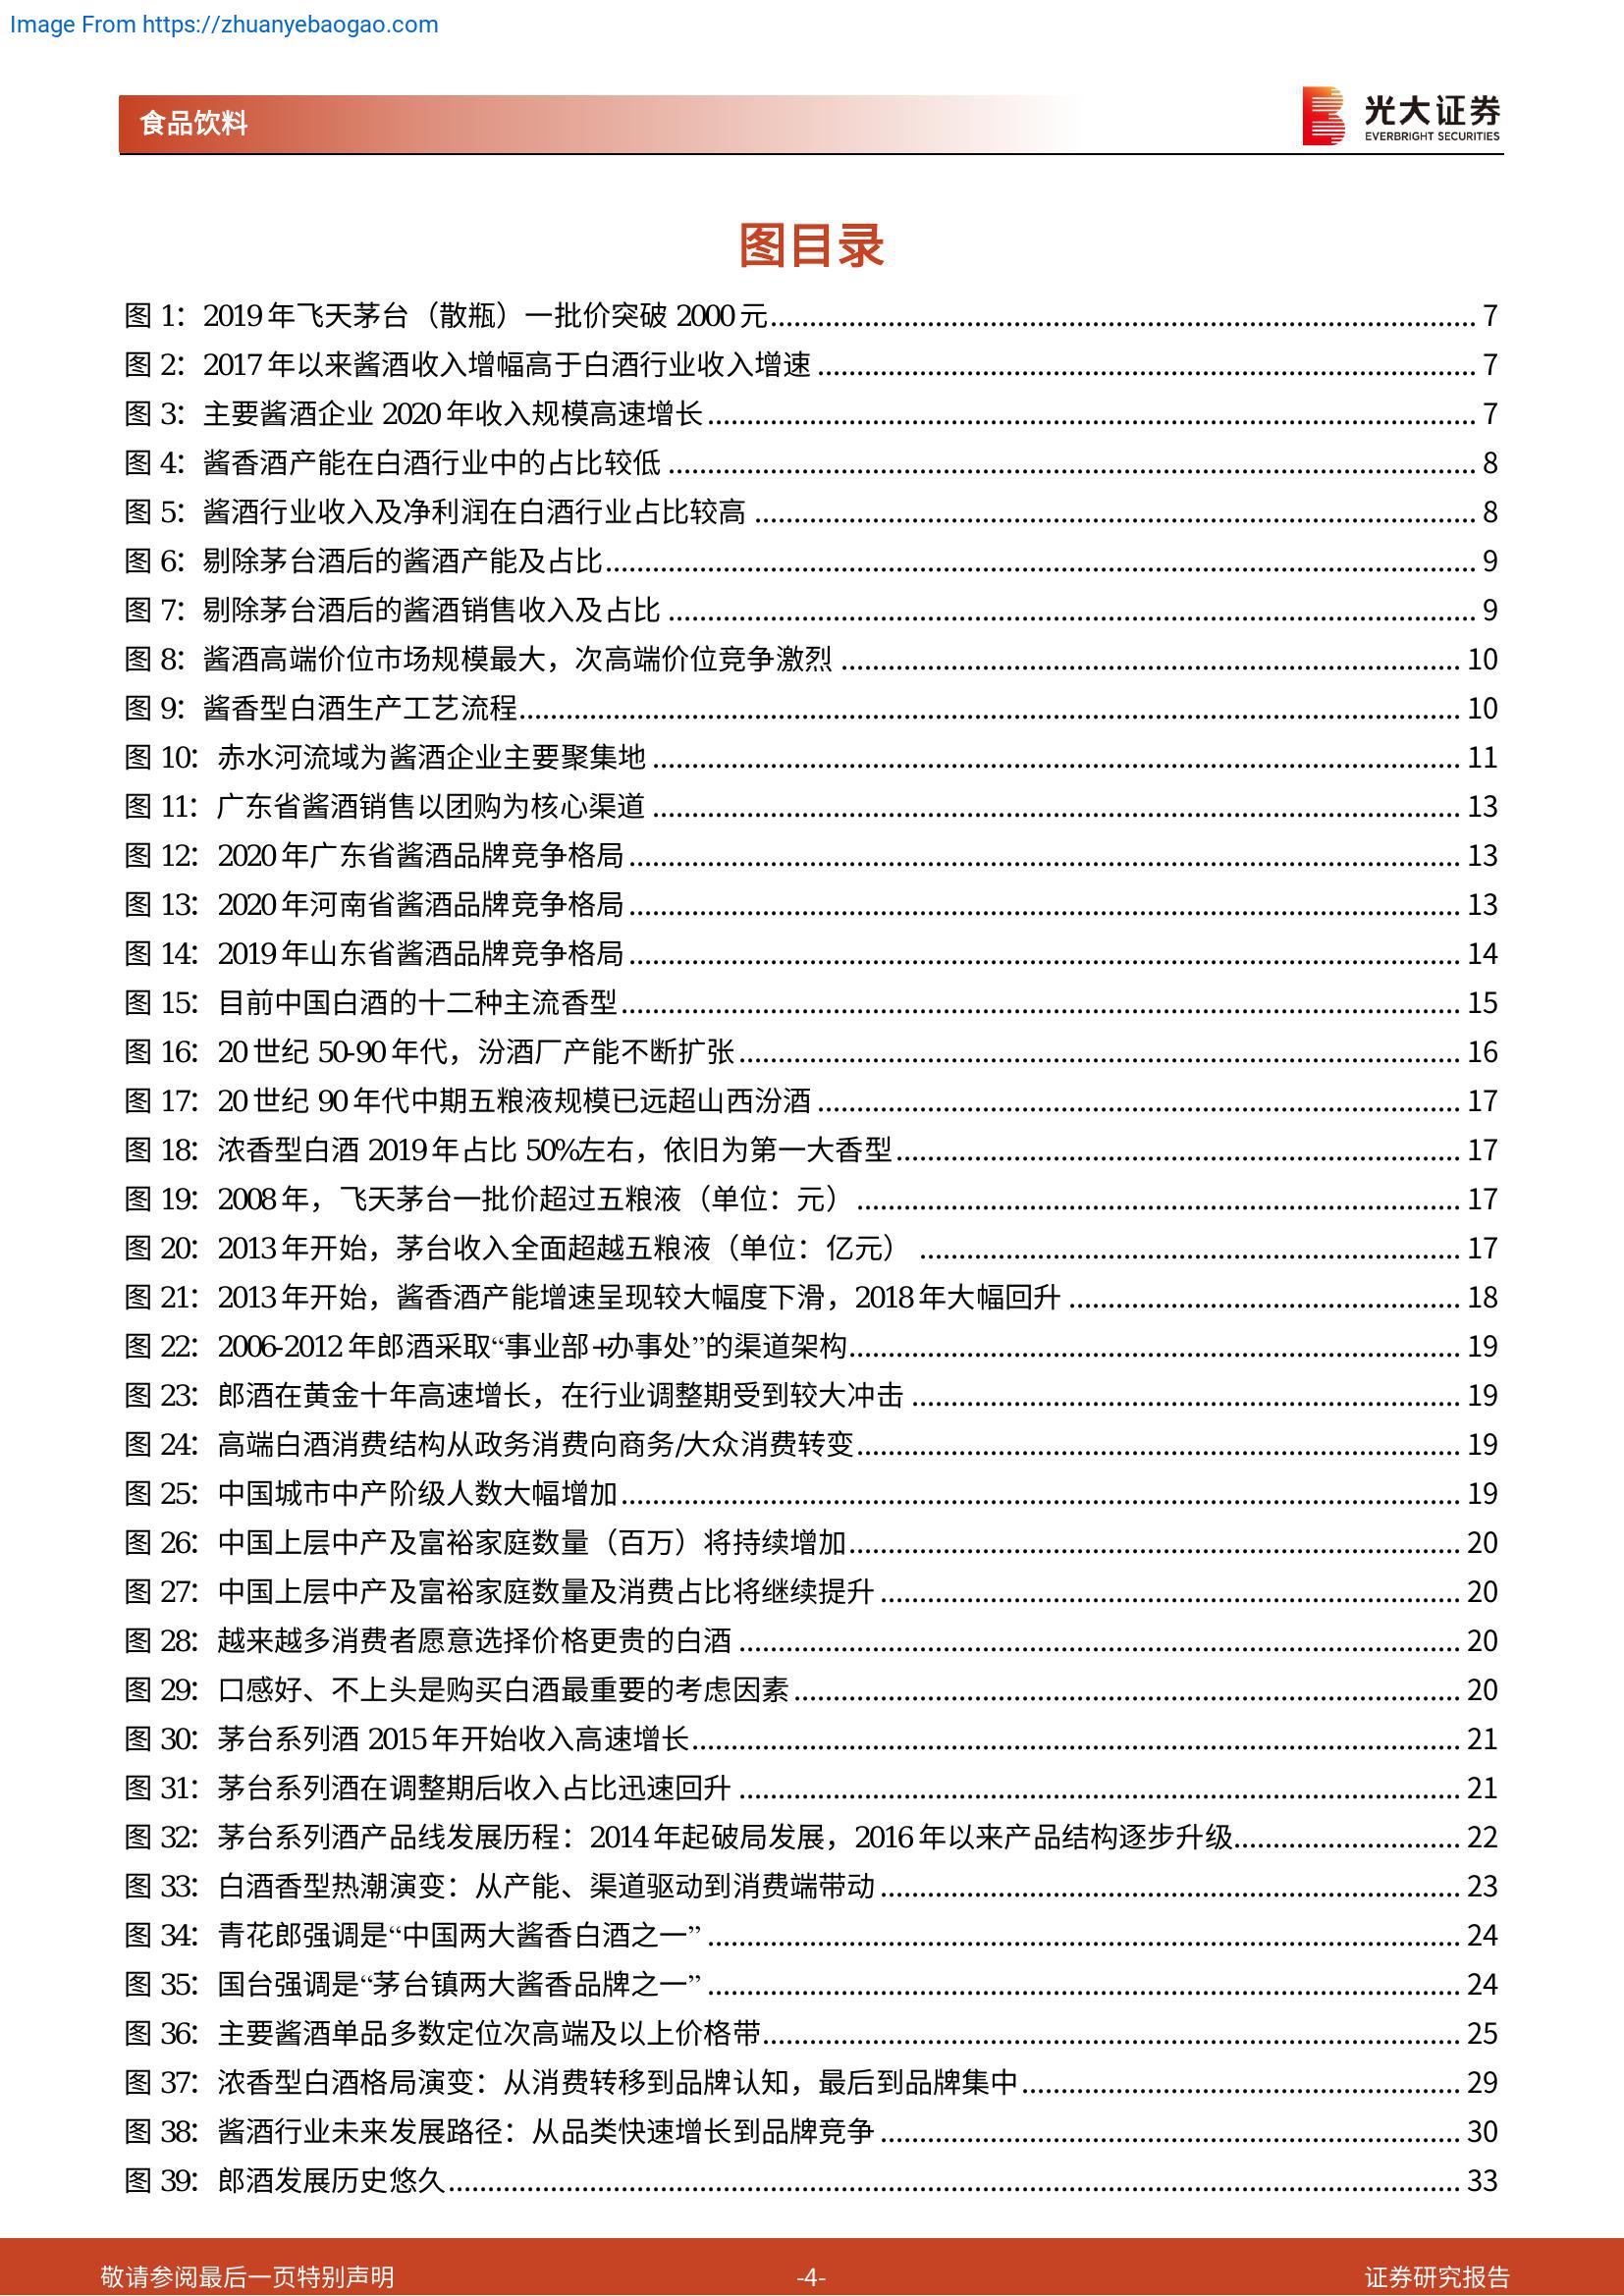 Image From https://zhuanyebaogao.com
食品饮料
光大证券
EVERBRIGHT SECURITIES
图目录
图 1：2019 年飞天茅台（散瓶）一批价突破 2000 元 7
图 2：2017 年以来酱酒收入增幅高于白酒行业收入增速 7
图 3：主要酱酒企业 2020 年收入规模高速增长 7
图 4：酱香酒产能在白酒行业中的占比较低 8
图 5：酱酒行业收入及净利润在白酒行业占比较高 8
图 6：剔除茅台酒后的酱酒产能及占比 9
图 7：剔除茅台酒后的酱酒销售收入及占比 9
图 8：酱酒高端价位市场规模最大，次高端价位竞争激烈 10
图 9：酱香型白酒生产工艺流程 10
图 10：赤水河流域为酱酒企业主要聚集地 11
图 11：广东省酱酒销售以团购为核心渠道 13
图 12：2020 年广东省酱酒品牌竞争格局 13
图 13：2020 年河南省酱酒品牌竞争格局 13
图 14：2019 年山东省酱酒品牌竞争格局 14
图 15：目前中国白酒的十二种主流香型 15
图 16：20 世纪 50-90 年代，汾酒厂产能不断扩张 16
图 17：20 世纪 90 年代中期五粮液规模已远超山西汾酒 17
图 18：浓香型白酒 2019 年占比 50%左右，依旧为第一大香型 17
图 19：2008 年，飞天茅台一批价超过五粮液（单位：元） 17
图 20：2013 年开始，茅台收入全面超越五粮液（单位：亿元） 17
图 21：2013 年开始，酱香酒产能增速呈现较大幅度下滑，2018 年大幅回升 18
图 22：2006-2012 年郎酒采取“事业部+办事处”的渠道架构 19
图 23：郎酒在黄金十年高速增长，在行业调整期受到较大冲击 19
图 24：高端白酒消费结构从政务消费向商务/大众消费转变 19
图 25：中国城市中产阶级人数大幅增加 19
图 26：中国上层中产及富裕家庭数量（百万）将持续增加 20
图 27：中国上层中产及富裕家庭数量及消费占比将继续提升 20
图 28：越来越多消费者愿意选择价格更贵的白酒 20
图 29：口感好、不上头是购买白酒最重要的考虑因素 20
图 30：茅台系列酒 2015 年开始收入高速增长 21
图 31：茅台系列酒在调整期后收入占比迅速回升 21
图 32：茅台系列酒产品线发展历程：2014 年起破局发展，2016 年以来产品结构逐步升级 22
图 33：白酒香型热潮演变：从产能、渠道驱动到消费端带动 23
图 34：青花郎强调是“中国两大酱香白酒之一” 24
图 35：国台强调是“茅台镇两大酱香品牌之一” 24
图 36：主要酱酒单品多数定位次高端及以上价格带 25
图 37：浓香型白酒格局演变：从消费转移到品牌认知，最后到品牌集中 29
图 38：酱酒行业未来发展路径：从品类快速增长到品牌竞争 30
图 39：郎酒发展历史悠久 33
敬请参阅最后一页特别声明
-4-
证券研究报告